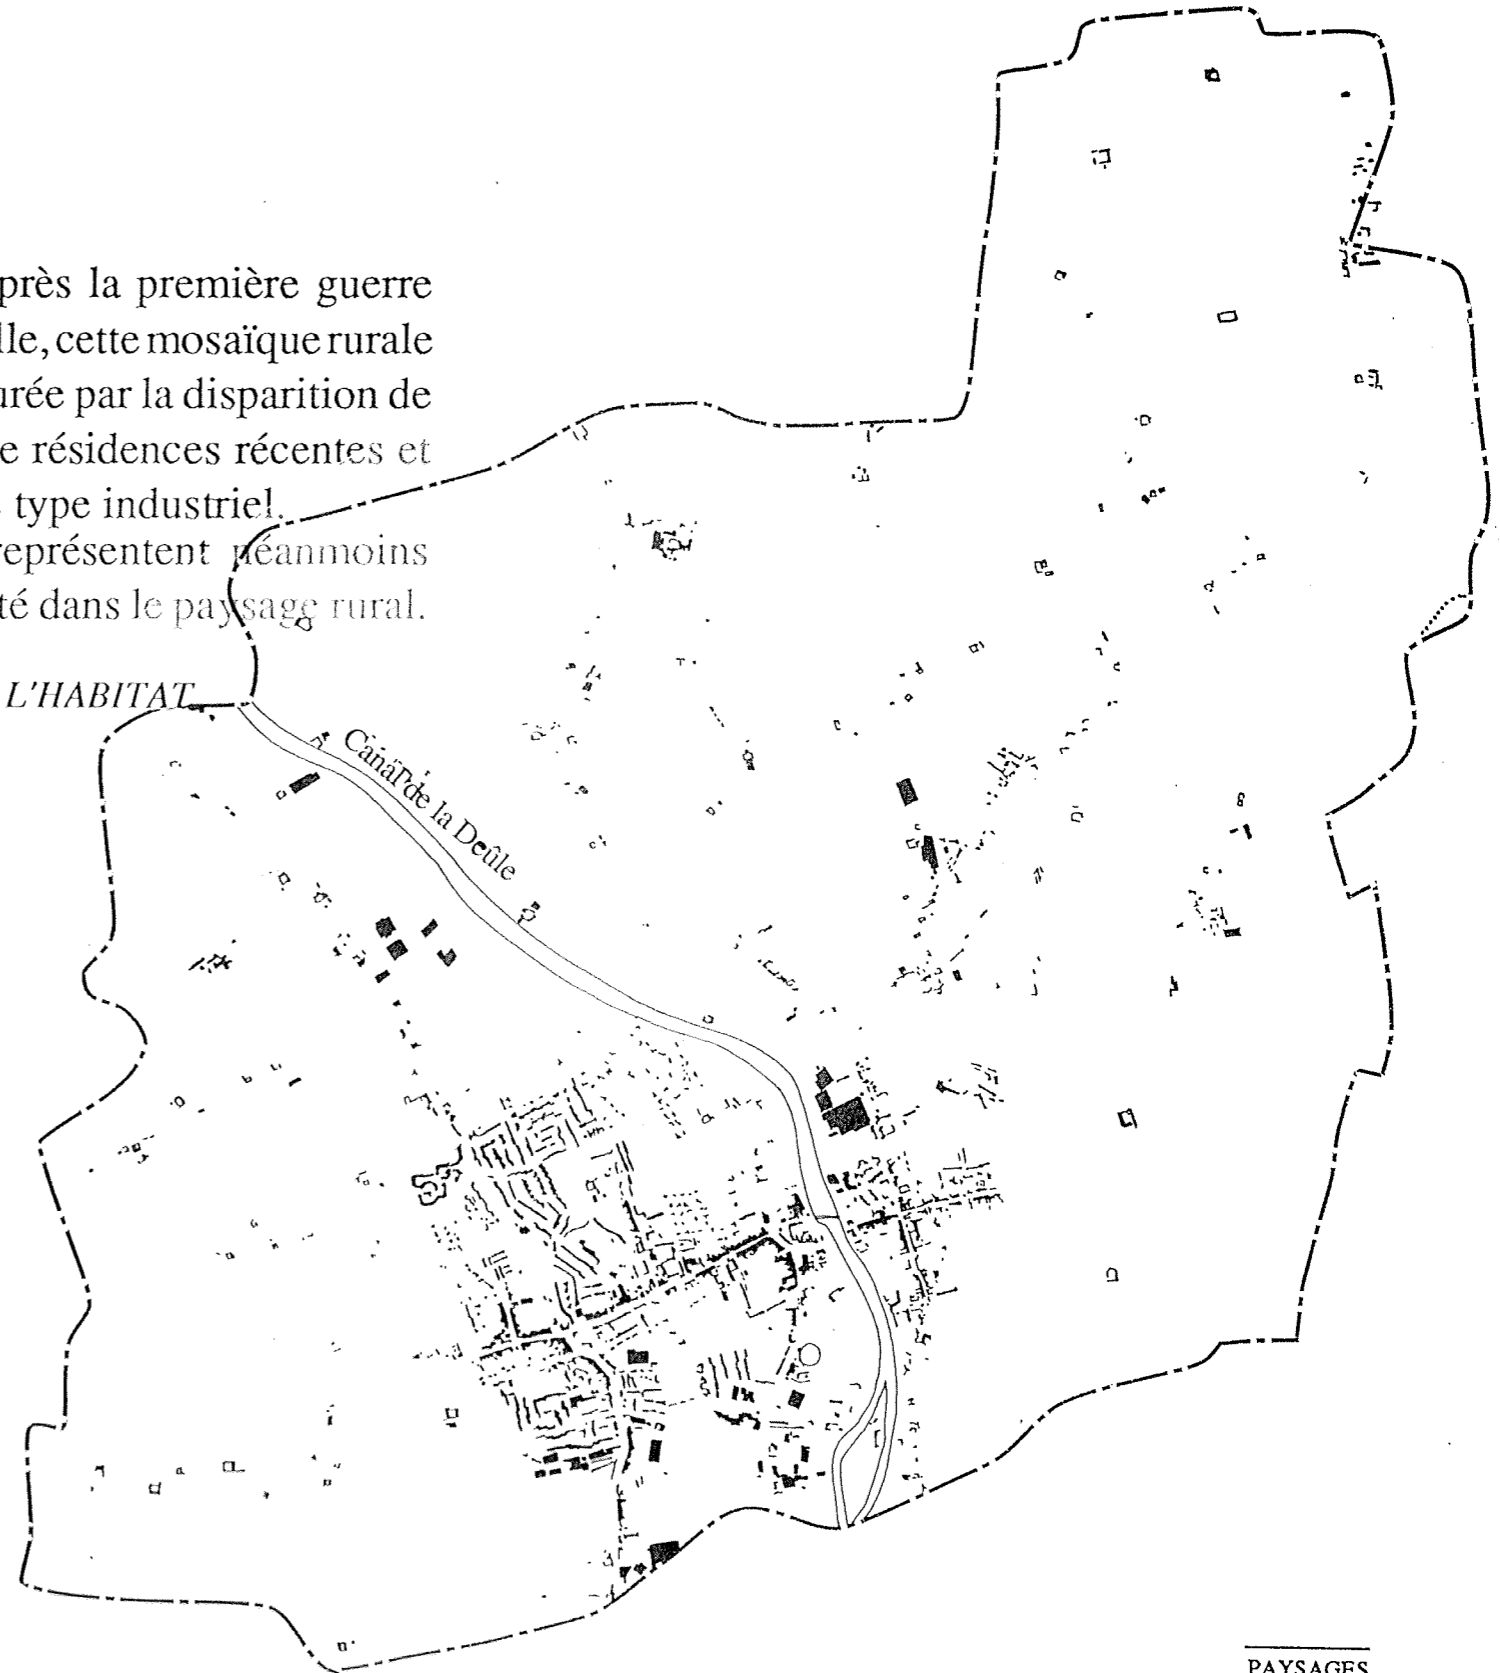 près la première guerre
lle, cette mosaïque rurale
urée par la disparition de
e résidences récentes et
type industriel.
représentent néanmoins
té dans le paysage rural.
L'HABITAT
Canal de la Deûle
PAYSAGES